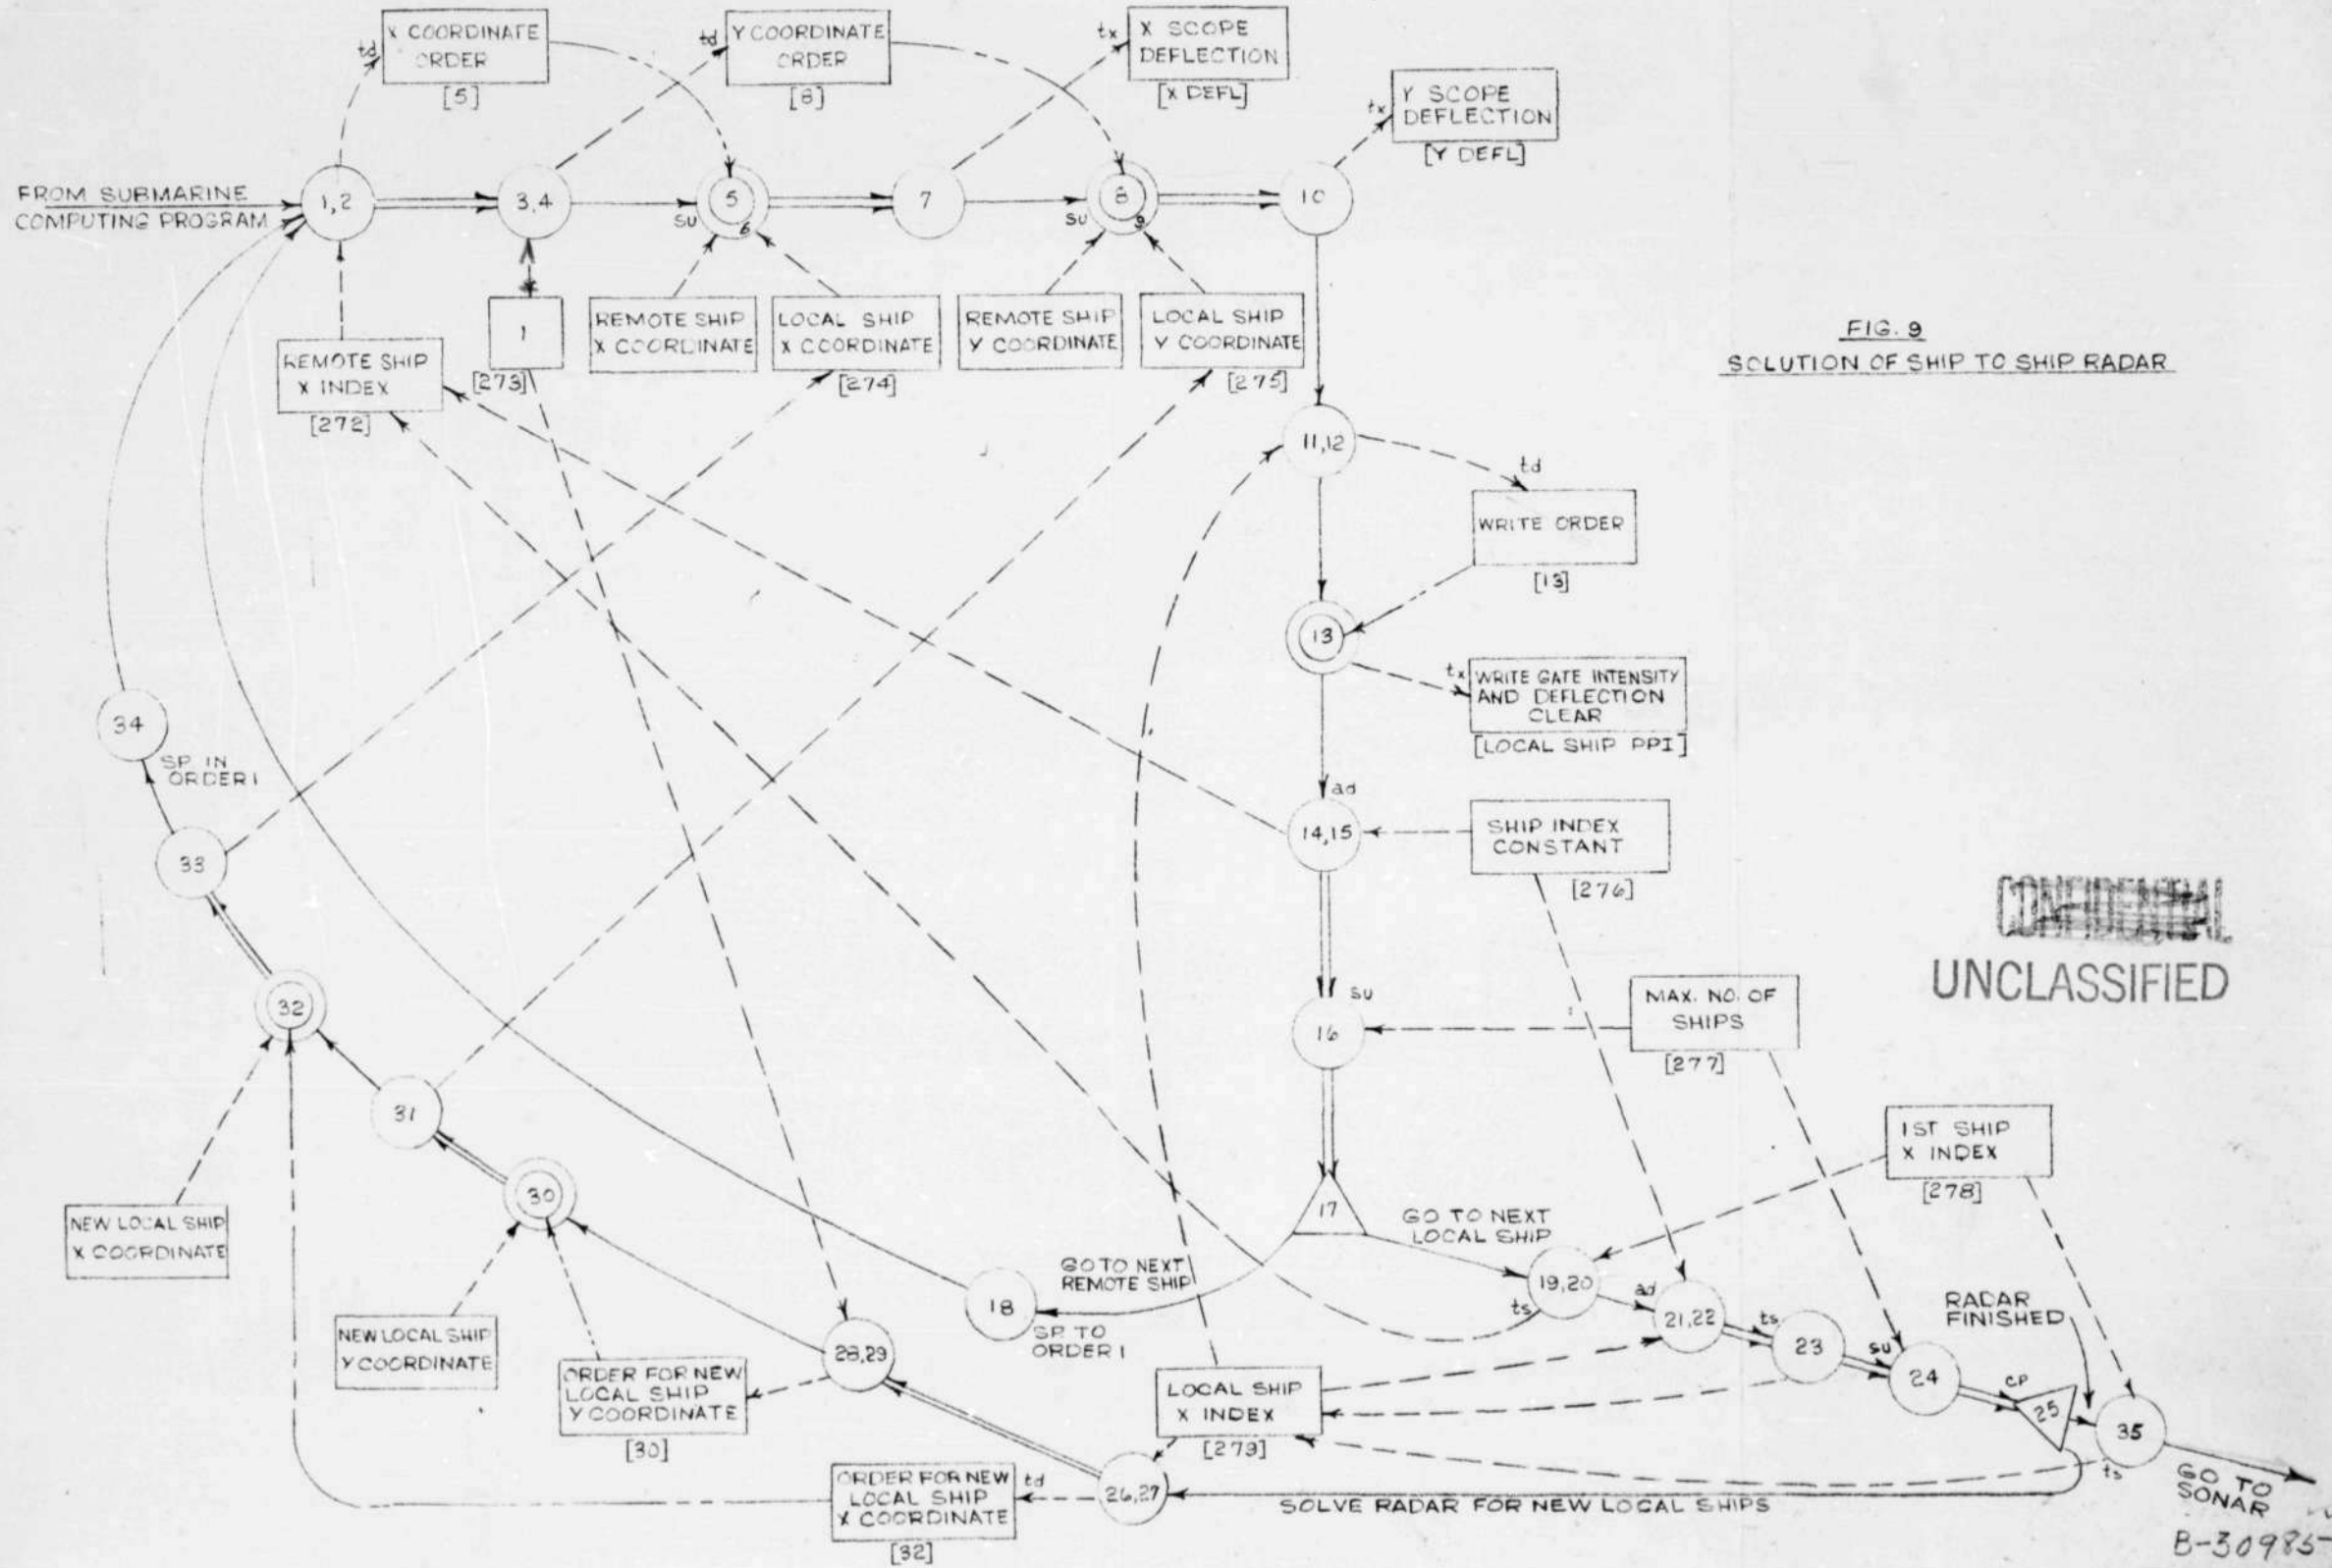 td
X COORDINATE
ORDER
[5]
td
Y COORDINATE
ORDER
[8]
tx
X SCOPE
DEFLECTION
[X DEFL]
tx
Y SCOPE
DEFLECTION
[Y DEFL]
FROM SUBMARINE
COMPUTING PROGRAM
1,2
3,4
SU
5
6
7
SU
8
9
10
REMOTE SHIP
X INDEX
[272]
1
[273]
REMOTE SHIP
X COORDINATE
LOCAL SHIP
X COORDINATE
[274]
REMOTE SHIP
Y COORDINATE
LOCAL SHIP
Y COORDINATE
[275]
FIG. 9
SOLUTION OF SHIP TO SHIP RADAR
11,12
td
WRITE ORDER
[13]
13
tx
WRITE GATE INTENSITY
AND DEFLECTION
CLEAR
[LOCAL SHIP PPI]
ad
14,15
SHIP INDEX
CONSTANT
[276]
34
SP IN
ORDER 1
33
32
31
30
SU
16
MAX. NO. OF
SHIPS
[277]
CONFIDENTIAL
UNCLASSIFIED
17
GO TO NEXT
LOCAL SHIP
GO TO NEXT
REMOTE SHIP
18
SP TO
ORDER 1
1ST SHIP
X INDEX
[278]
19,20
ts
ad
21,22
ts
23
SU
24
CP
25
RADAR
FINISHED
35
ts
GO TO
SONAR
NEW LOCAL SHIP
X COORDINATE
NEW LOCAL SHIP
Y COORDINATE
ORDER FOR NEW
LOCAL SHIP
Y COORDINATE
[30]
28,29
LOCAL SHIP
X INDEX
[279]
ORDER FOR NEW
LOCAL SHIP
X COORDINATE
[32]
td
26,27
SOLVE RADAR FOR NEW LOCAL SHIPS
B-30985-